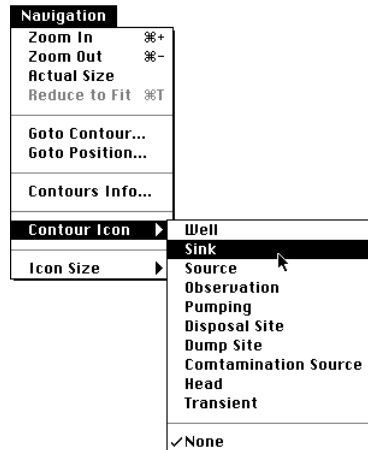 Navigation
Zoom In ⌘+
Zoom Out ⌘-
Actual Size
Reduce to Fit ⌘T
Goto Contour...
Goto Position...
Contours Info...
Contour Icon ▶
Icon Size ▶
Well
Sink
Source
Observation
Pumping
Disposal Site
Dump Site
Comtamination Source
Head
Transient
✓None